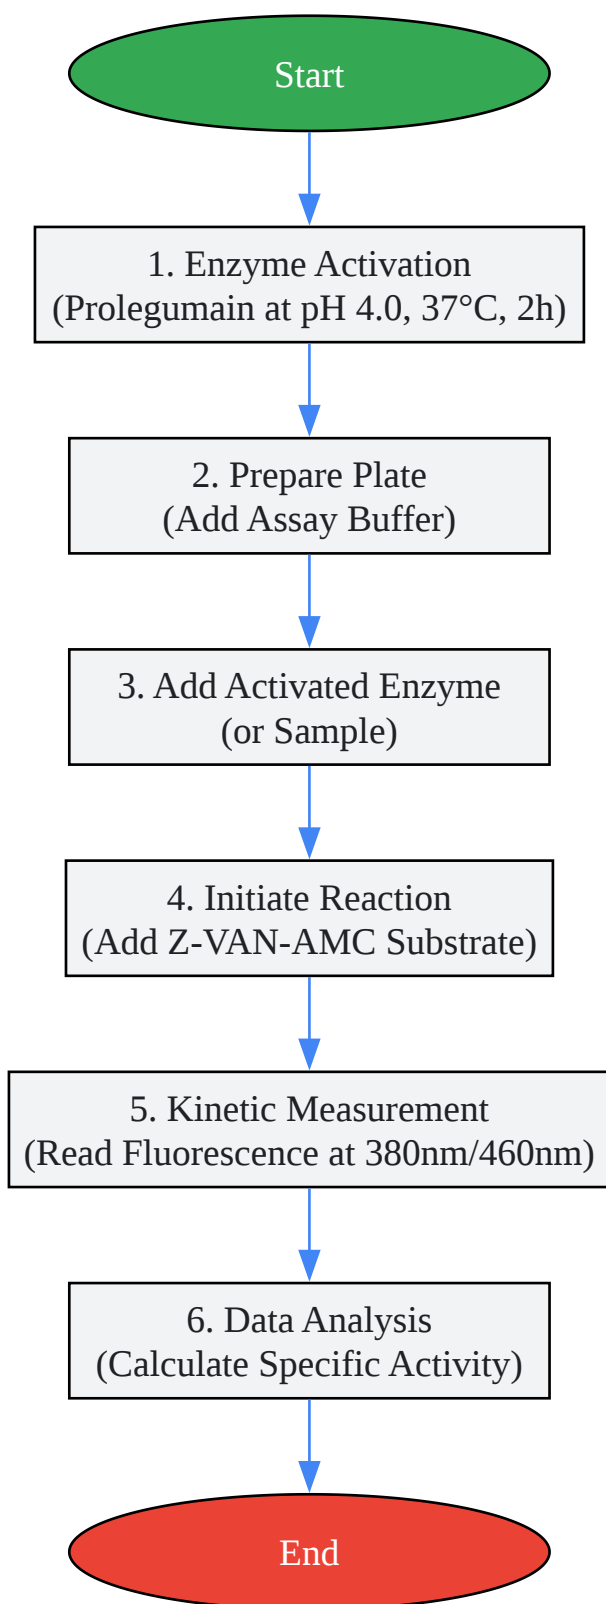 Start
1. Enzyme Activation
(Prolegumain at pH 4.0, 37°C, 2h)
2. Prepare Plate
(Add Assay Buffer)
3. Add Activated Enzyme
(or Sample)
4. Initiate Reaction
(Add Z-VAN-AMC Substrate)
5. Kinetic Measurement
(Read Fluorescence at 380nm/460nm)
6. Data Analysis
(Calculate Specific Activity)
End